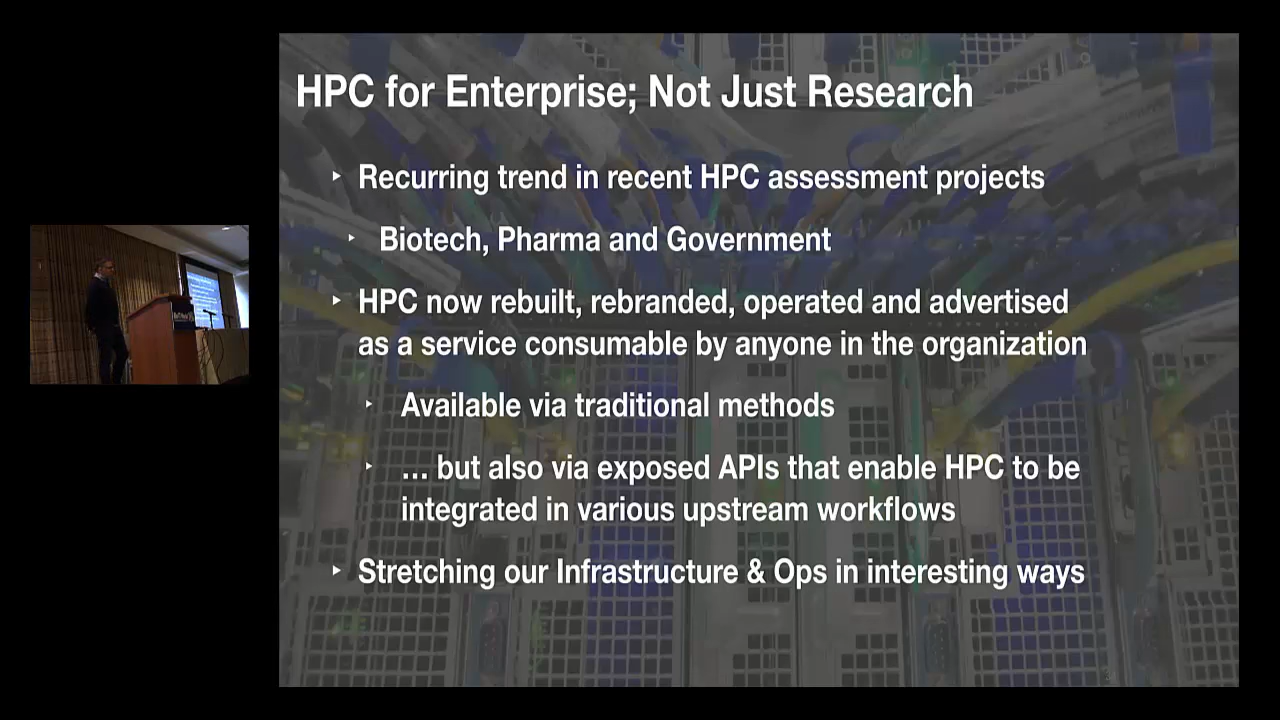 HPC for Enterprise; Not Just Research
‣ Recurring trend in recent HPC assessment projects
‣ Biotech, Pharma and Government
‣ HPC now rebuilt, rebranded, operated and advertised
as a service consumable by anyone in the organization
‣ Available via traditional methods
‣ … but also via exposed APIs that enable HPC to be
integrated in various upstream workflows
‣ Stretching our Infrastructure & Ops in interesting ways